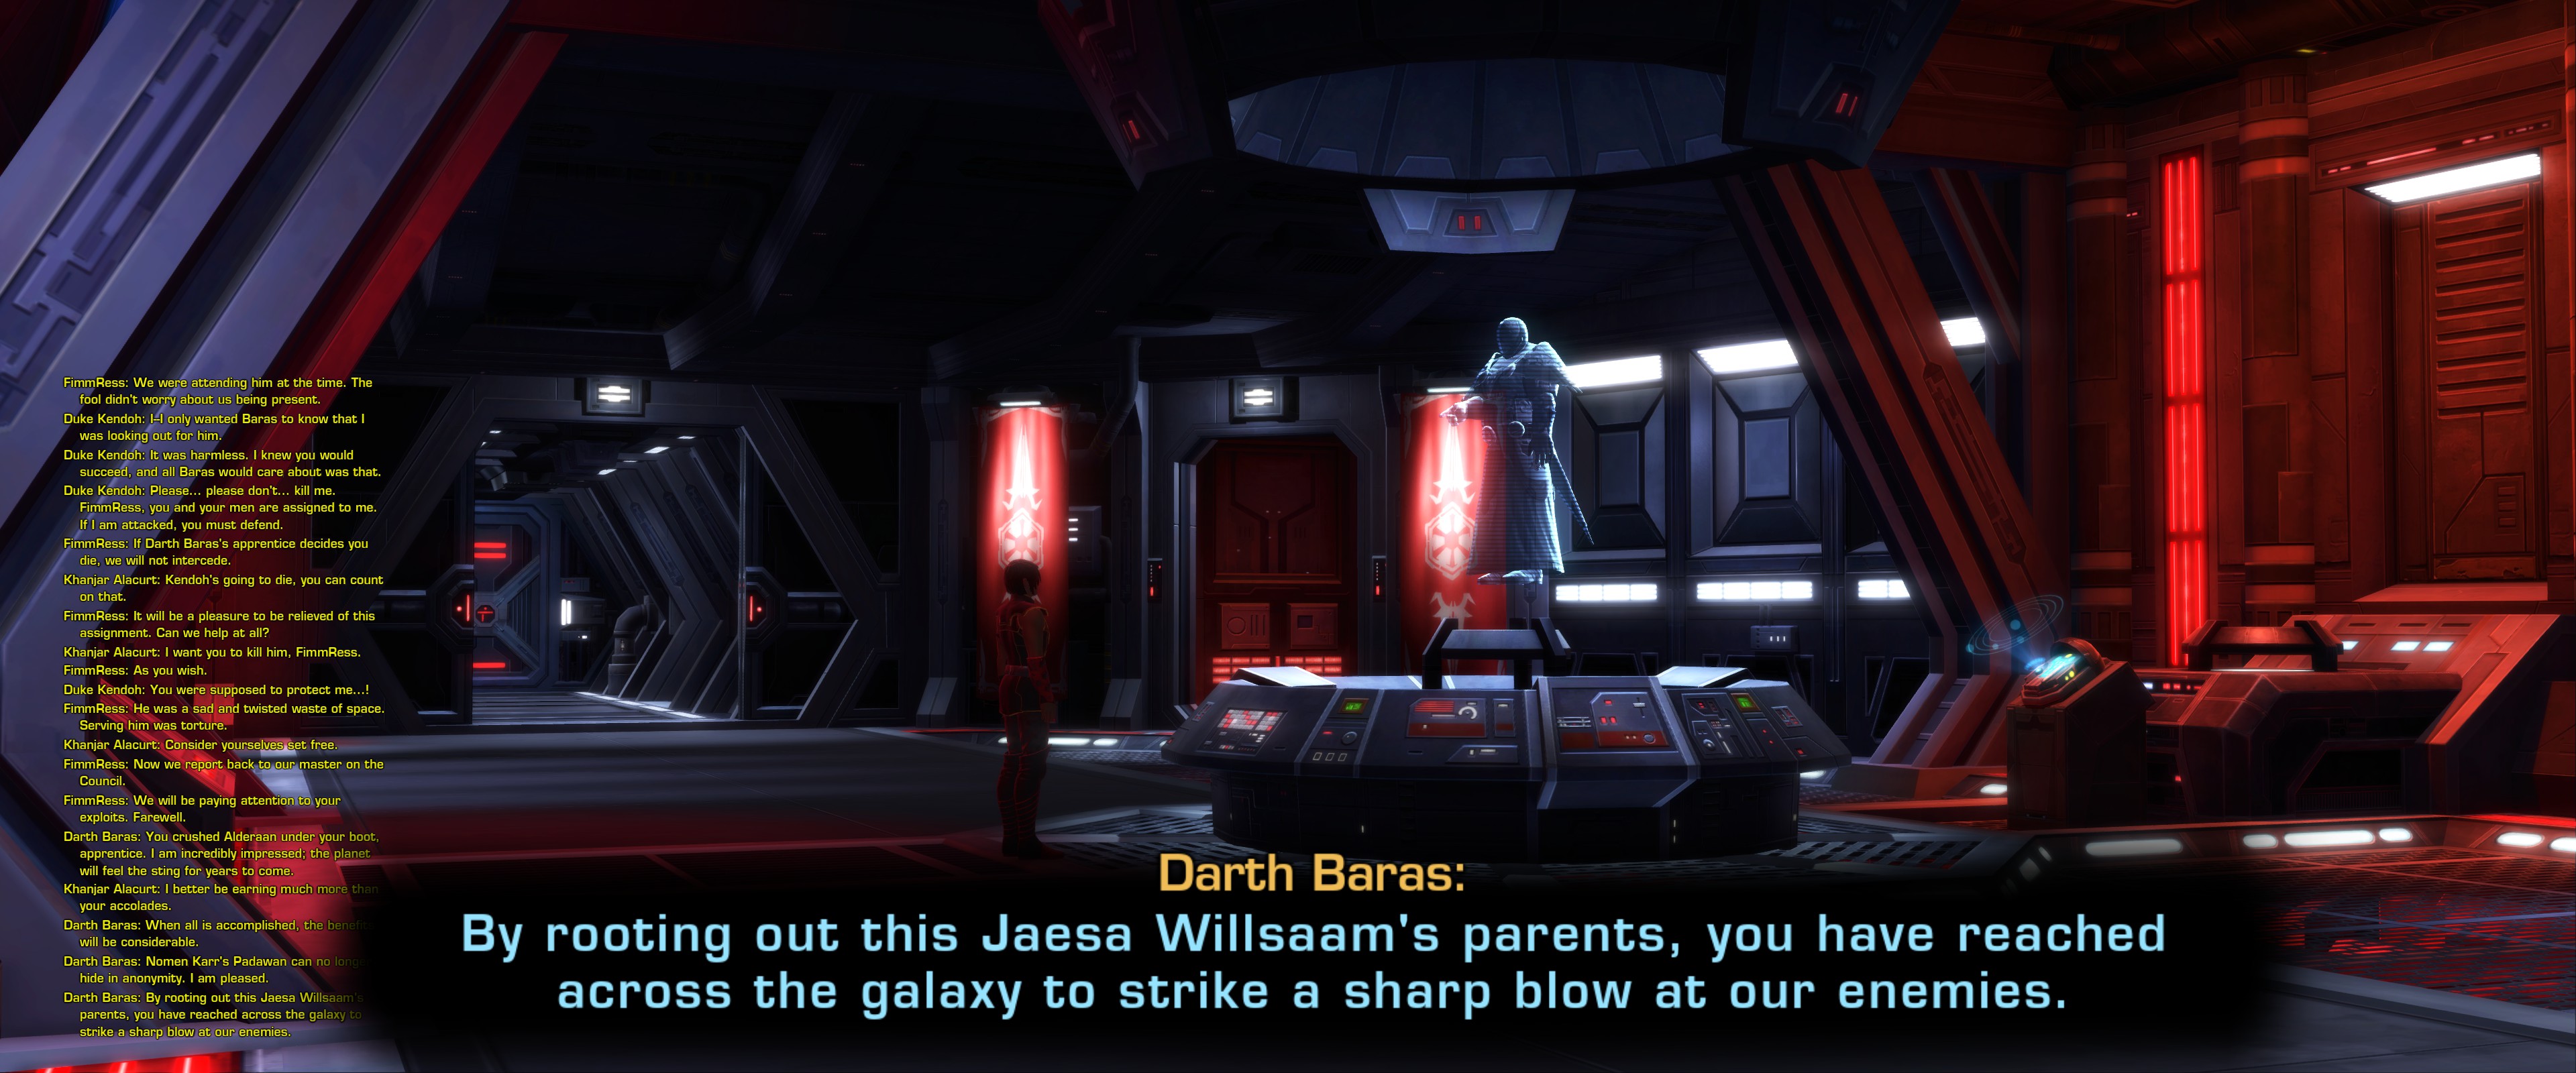 FimmRess: We were attending him at the time. The
fool didn't worry about us being present.
Duke Kendoh: I–I only wanted Baras to know that I
was looking out for him.
Duke Kendoh: It was harmless. I knew you would
succeed, and all Baras would care about was that.
Duke Kendoh: Please... please don't... kill me.
FimmRess, you and your men are assigned to me.
If I am attacked, you must defend.
FimmRess: If Darth Baras's apprentice decides you
die, we will not intercede.
Khanjar Alacurt: Kendoh's going to die, you can count
on that.
FimmRess: It will be a pleasure to be relieved of this
assignment. Can we help at all?
Khanjar Alacurt: I want you to kill him, FimmRess.
FimmRess: As you wish.
Duke Kendoh: You were supposed to protect me...!
FimmRess: He was a sad and twisted waste of space.
Serving him was torture.
Khanjar Alacurt: Consider yourselves set free.
FimmRess: Now we report back to our master on the
Council.
FimmRess: We will be paying attention to your
exploits. Farewell.
Darth Baras: You crushed Alderaan under your boot,
apprentice. I am incredibly impressed; the planet
will feel the sting for years to come.
Khanjar Alacurt: I better be earning much more than
your accolades.
Darth Baras: When all is accomplished, the benefits
will be considerable.
Darth Baras: Nomen Karr's Padawan can no longer
hide in anonymity. I am pleased.
Darth Baras: By rooting out this Jaesa Willsaam's
parents, you have reached across the galaxy to
strike a sharp blow at our enemies.
Darth Baras:
By rooting out this Jaesa Willsaam's parents, you have reached
across the galaxy to strike a sharp blow at our enemies.